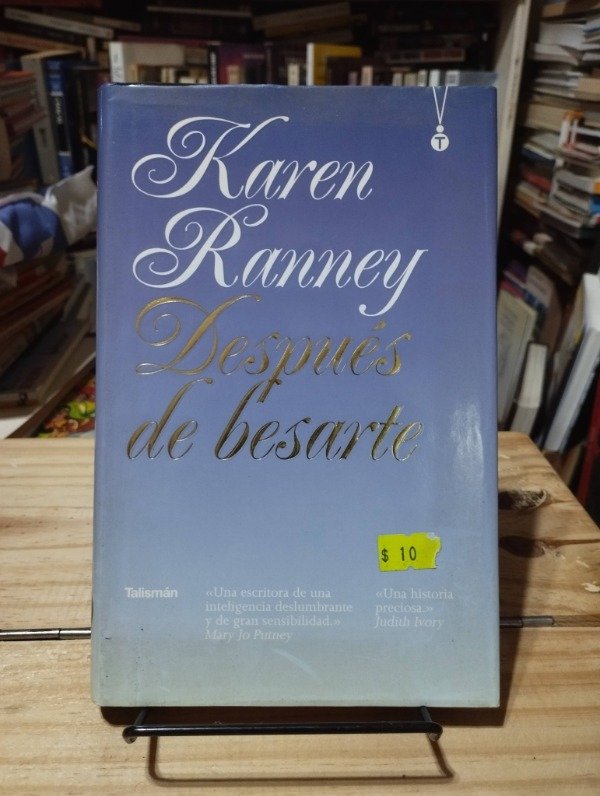 T
Karen
Ranney
Después
de besarte
$ 10
Talismán
«Una escritora de una
inteligencia deslumbrante
y de gran sensibilidad.»
Mary Jo Putney
«Una historia
preciosa.»
Judith Ivory